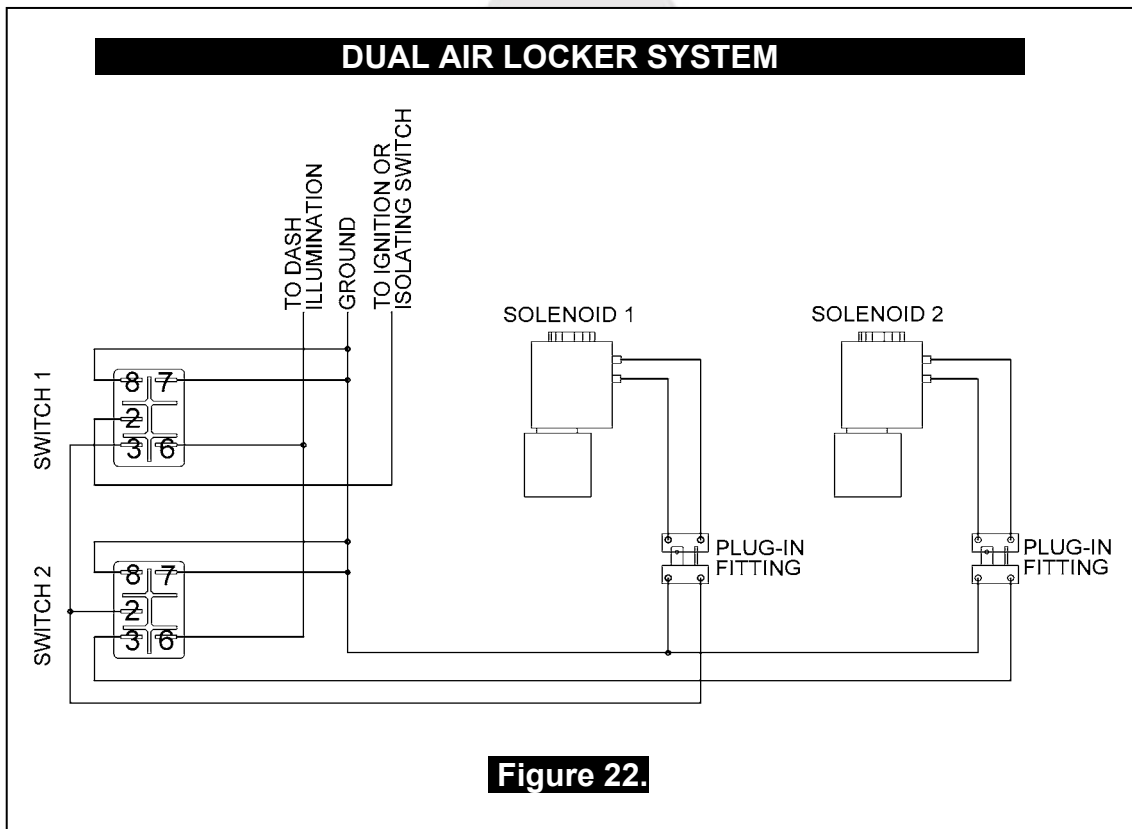 DUAL AIR LOCKER SYSTEM
TO DASH
ILLUMINATION
GROUND
TO IGNITION OR
ISOLATING SWITCH
SOLENOID 1
SOLENOID 2
SWITCH 1
8 7
2
3 6
SWITCH 2
8 7
2
3 6
PLUG-IN
FITTING
PLUG-IN
FITTING
Figure 22.